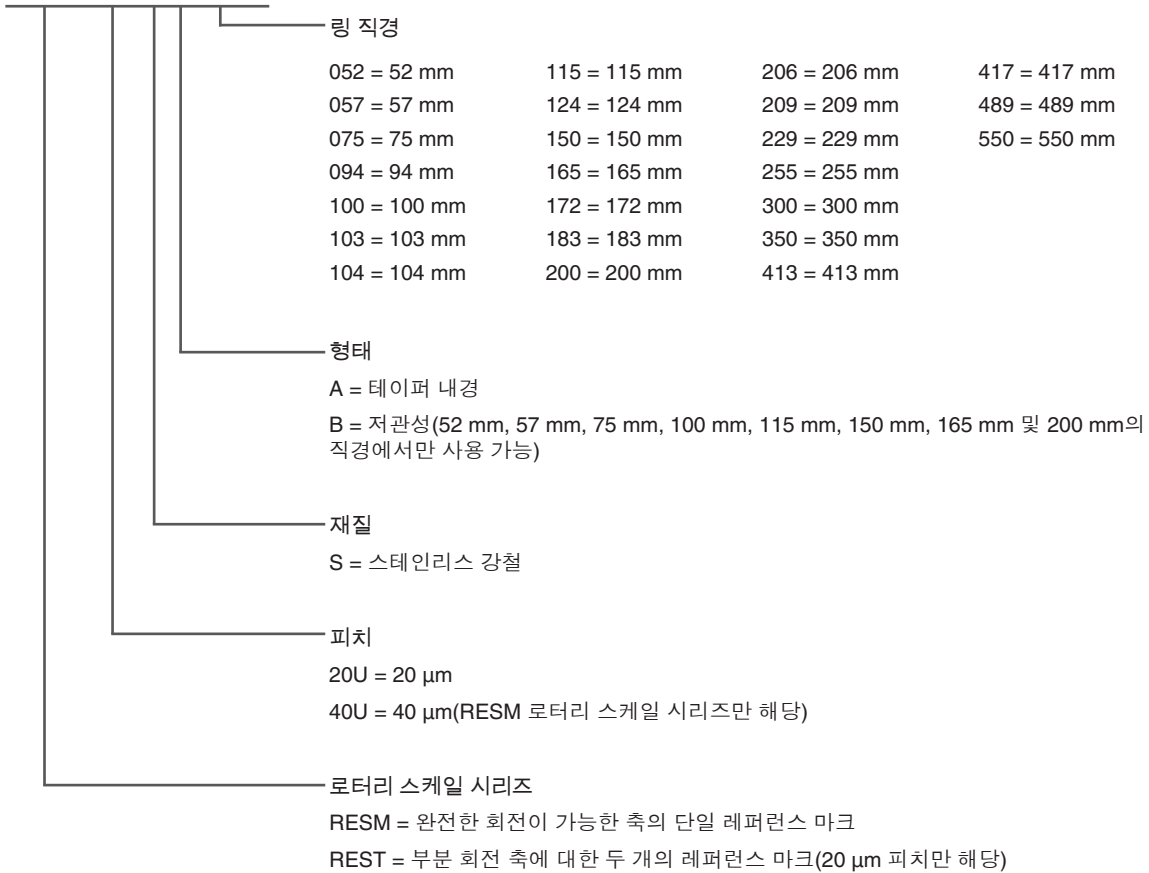 링 직경
052 = 52 mm 115 = 115 mm 206 = 206 mm 417 = 417 mm
057 = 57 mm 124 = 124 mm 209 = 209 mm 489 = 489 mm
075 = 75 mm 150 = 150 mm 229 = 229 mm 550 = 550 mm
094 = 94 mm 165 = 165 mm 255 = 255 mm
100 = 100 mm 172 = 172 mm 300 = 300 mm
103 = 103 mm 183 = 183 mm 350 = 350 mm
104 = 104 mm 200 = 200 mm 413 = 413 mm
형태
A = 테이퍼 내경
B = 저관성(52 mm, 57 mm, 75 mm, 100 mm, 115 mm, 150 mm, 165 mm 및 200 mm의
직경에서만 사용 가능)
재질
S = 스테인리스 강철
피치
20U = 20 µm
40U = 40 µm(RESM 로터리 스케일 시리즈만 해당)
로터리 스케일 시리즈
RESM = 완전한 회전이 가능한 축의 단일 레퍼런스 마크
REST = 부분 회전 축에 대한 두 개의 레퍼런스 마크(20 µm 피치만 해당)